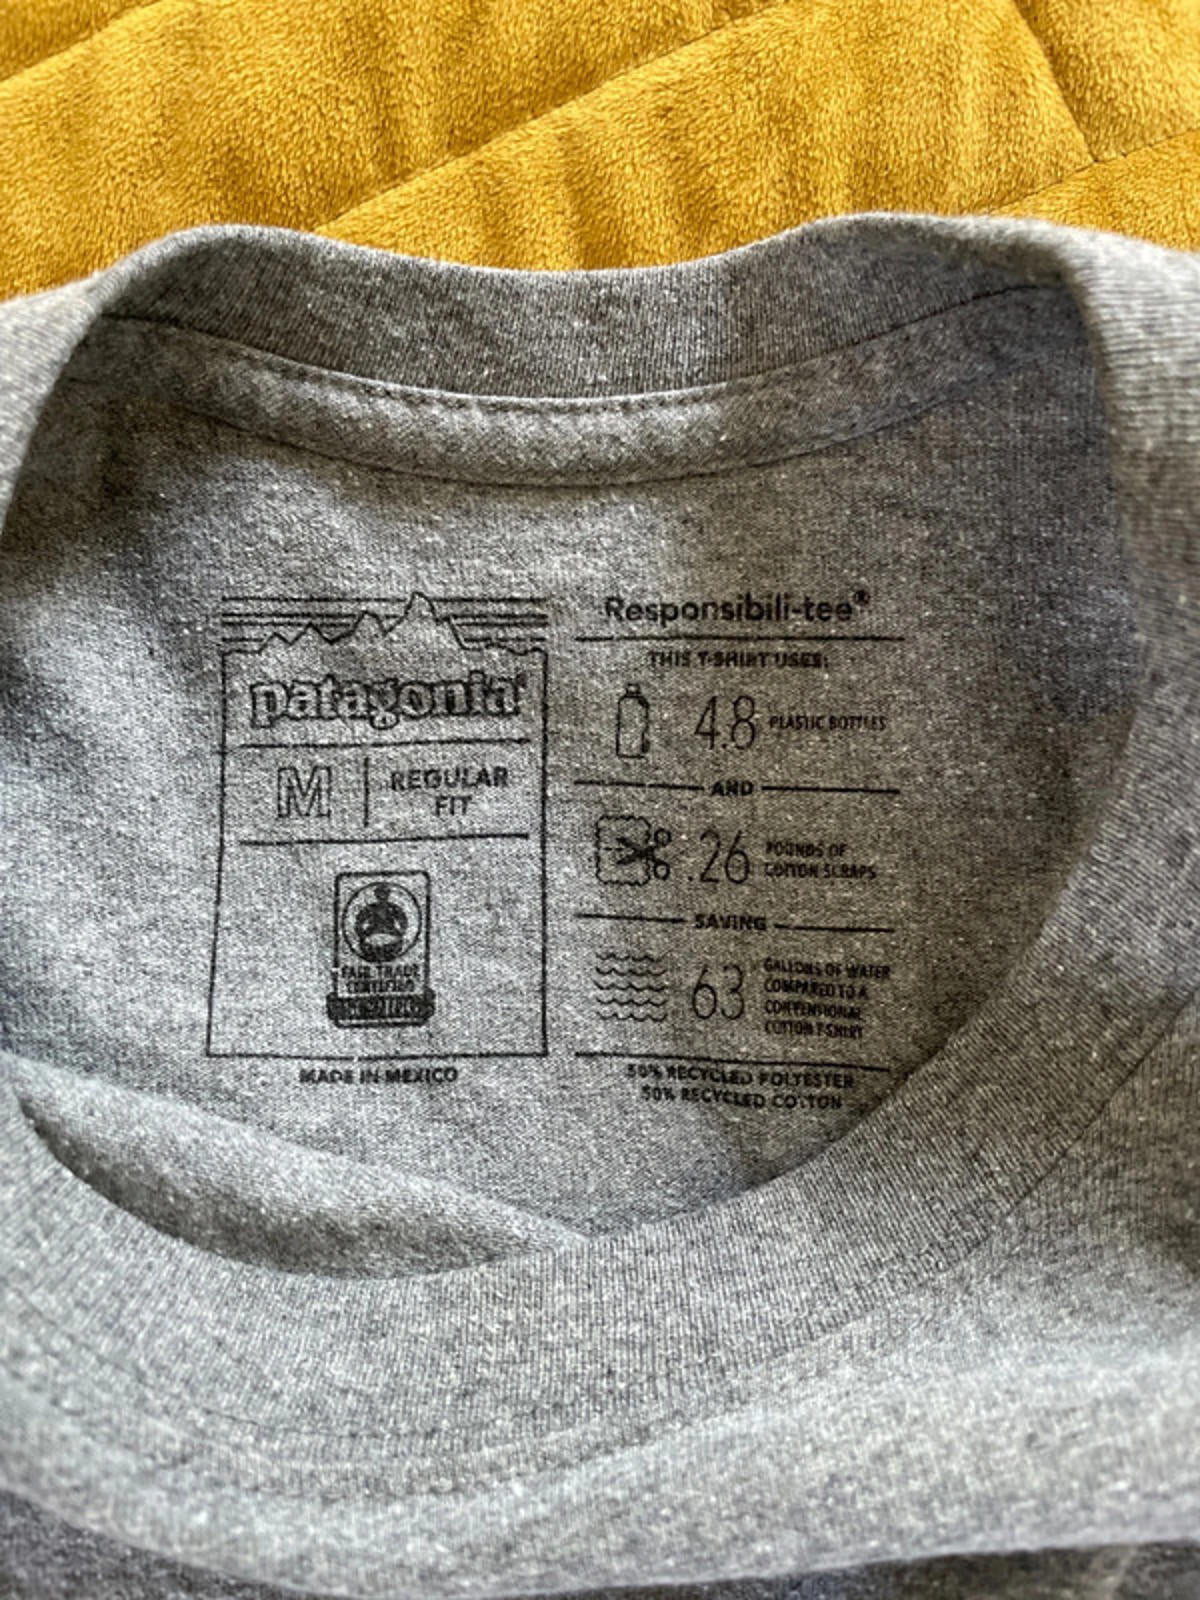 patagonia®
M
REGULAR
FIT
FAIR TRADE
CERTIFIED
MADE IN MEXICO
Responsibili-tee®
THIS T-SHIRT USES:
4.8 PLASTIC BOTTLES
AND
.26 POUNDS OF
COTTON SCRAPS
SAVING
63 GALLONS OF WATER
COMPARED TO A
CONVENTIONAL
COTTON T-SHIRT
50% RECYCLED POLYESTER
50% RECYCLED COTTON